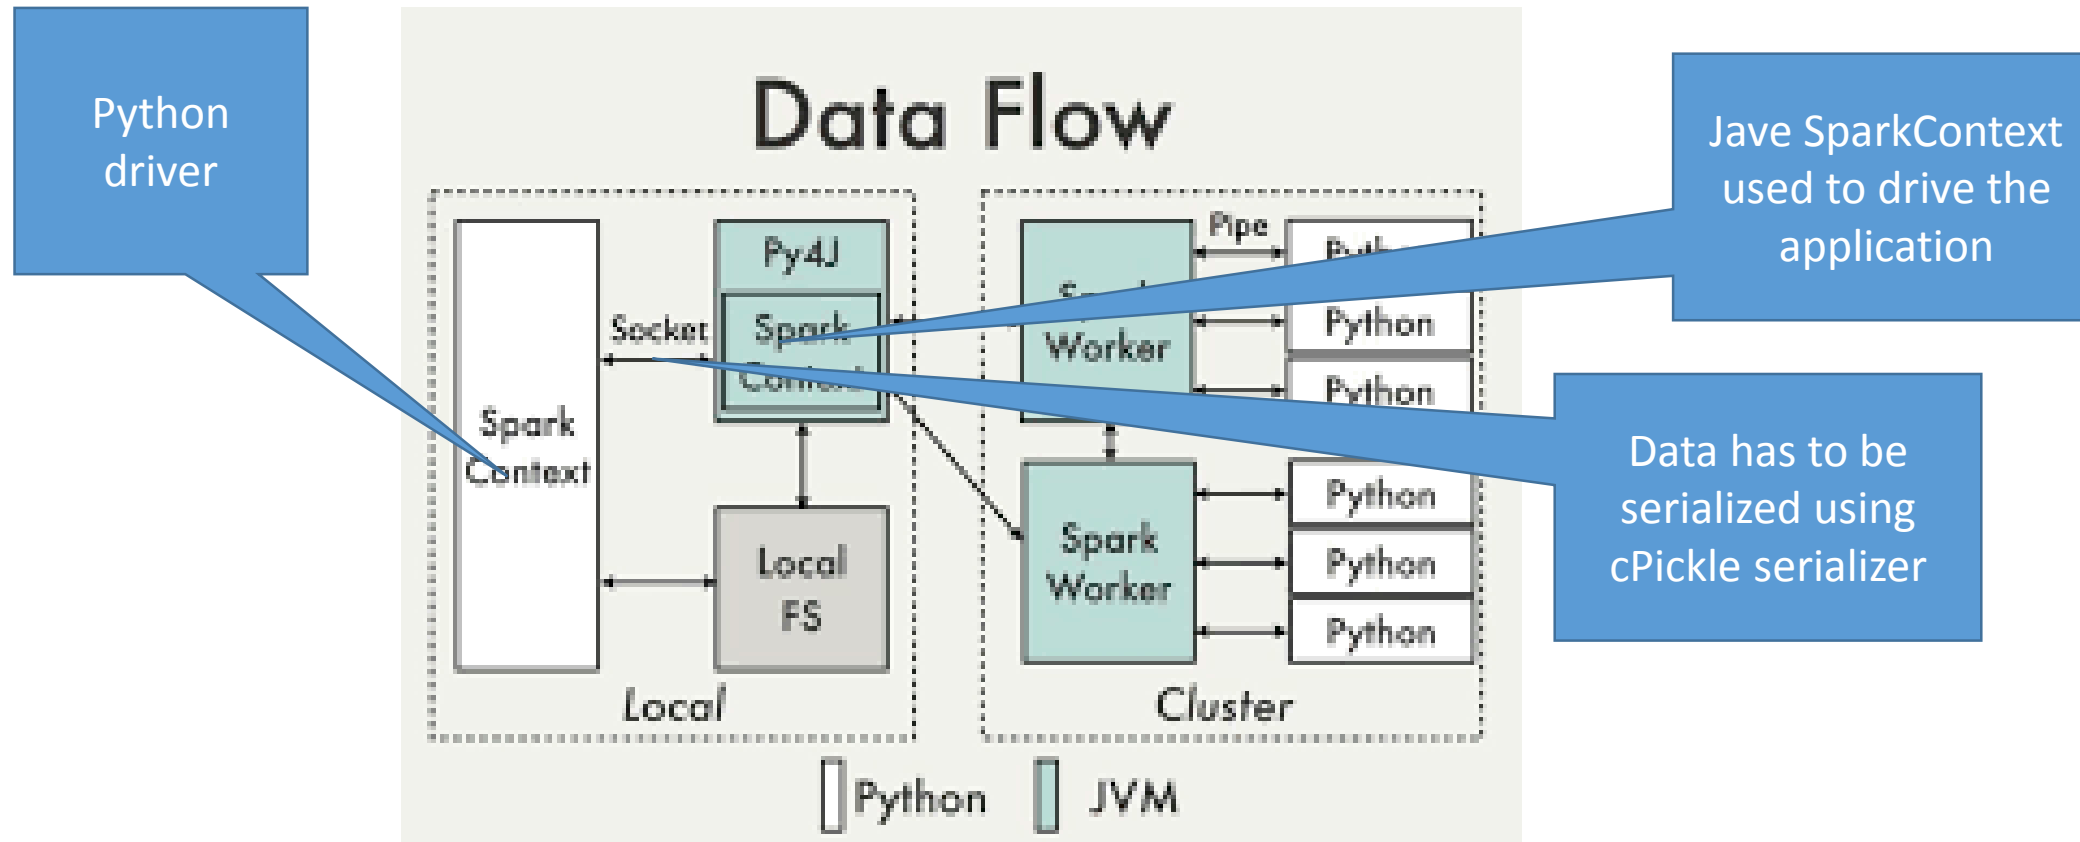 Python
driver
Data Flow
Jave SparkContext
used to drive the
application
Py4J
Spark
Context
Socket
Spark
Context
Local
FS
Local
Pipe
Worker
Python
Python
Spark
Worker
Python
Python
Python
Cluster
Data has to be
serialized using
cPickle serializer
Python
JVM